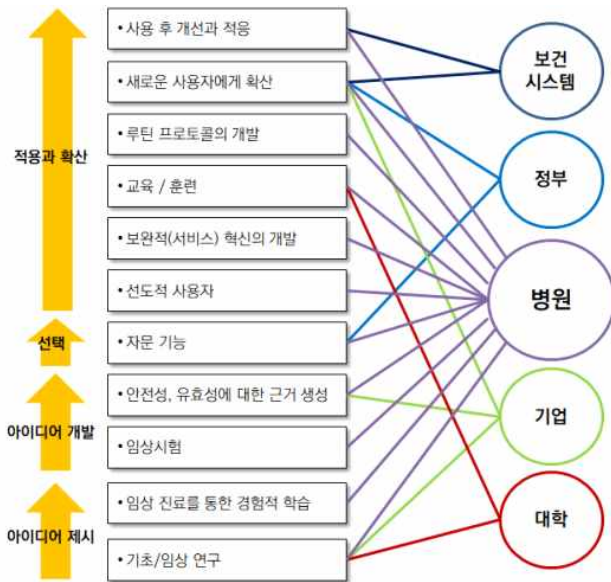 • 사용 후 개선과 적응
• 새로운 사용자에게 확산
• 루틴 프로토콜의 개발
적용과 확산
• 교육 / 훈련
• 보완적(서비스) 혁신의 개발
• 선도적 사용자
선택
• 자문 기능
• 안전성, 유효성에 대한 근거 생성
아이디어 개발
• 임상시험
• 임상 진료를 통한 경험적 학습
아이디어 제시
• 기초/임상 연구
보건
시스템
정부
병원
기업
대학